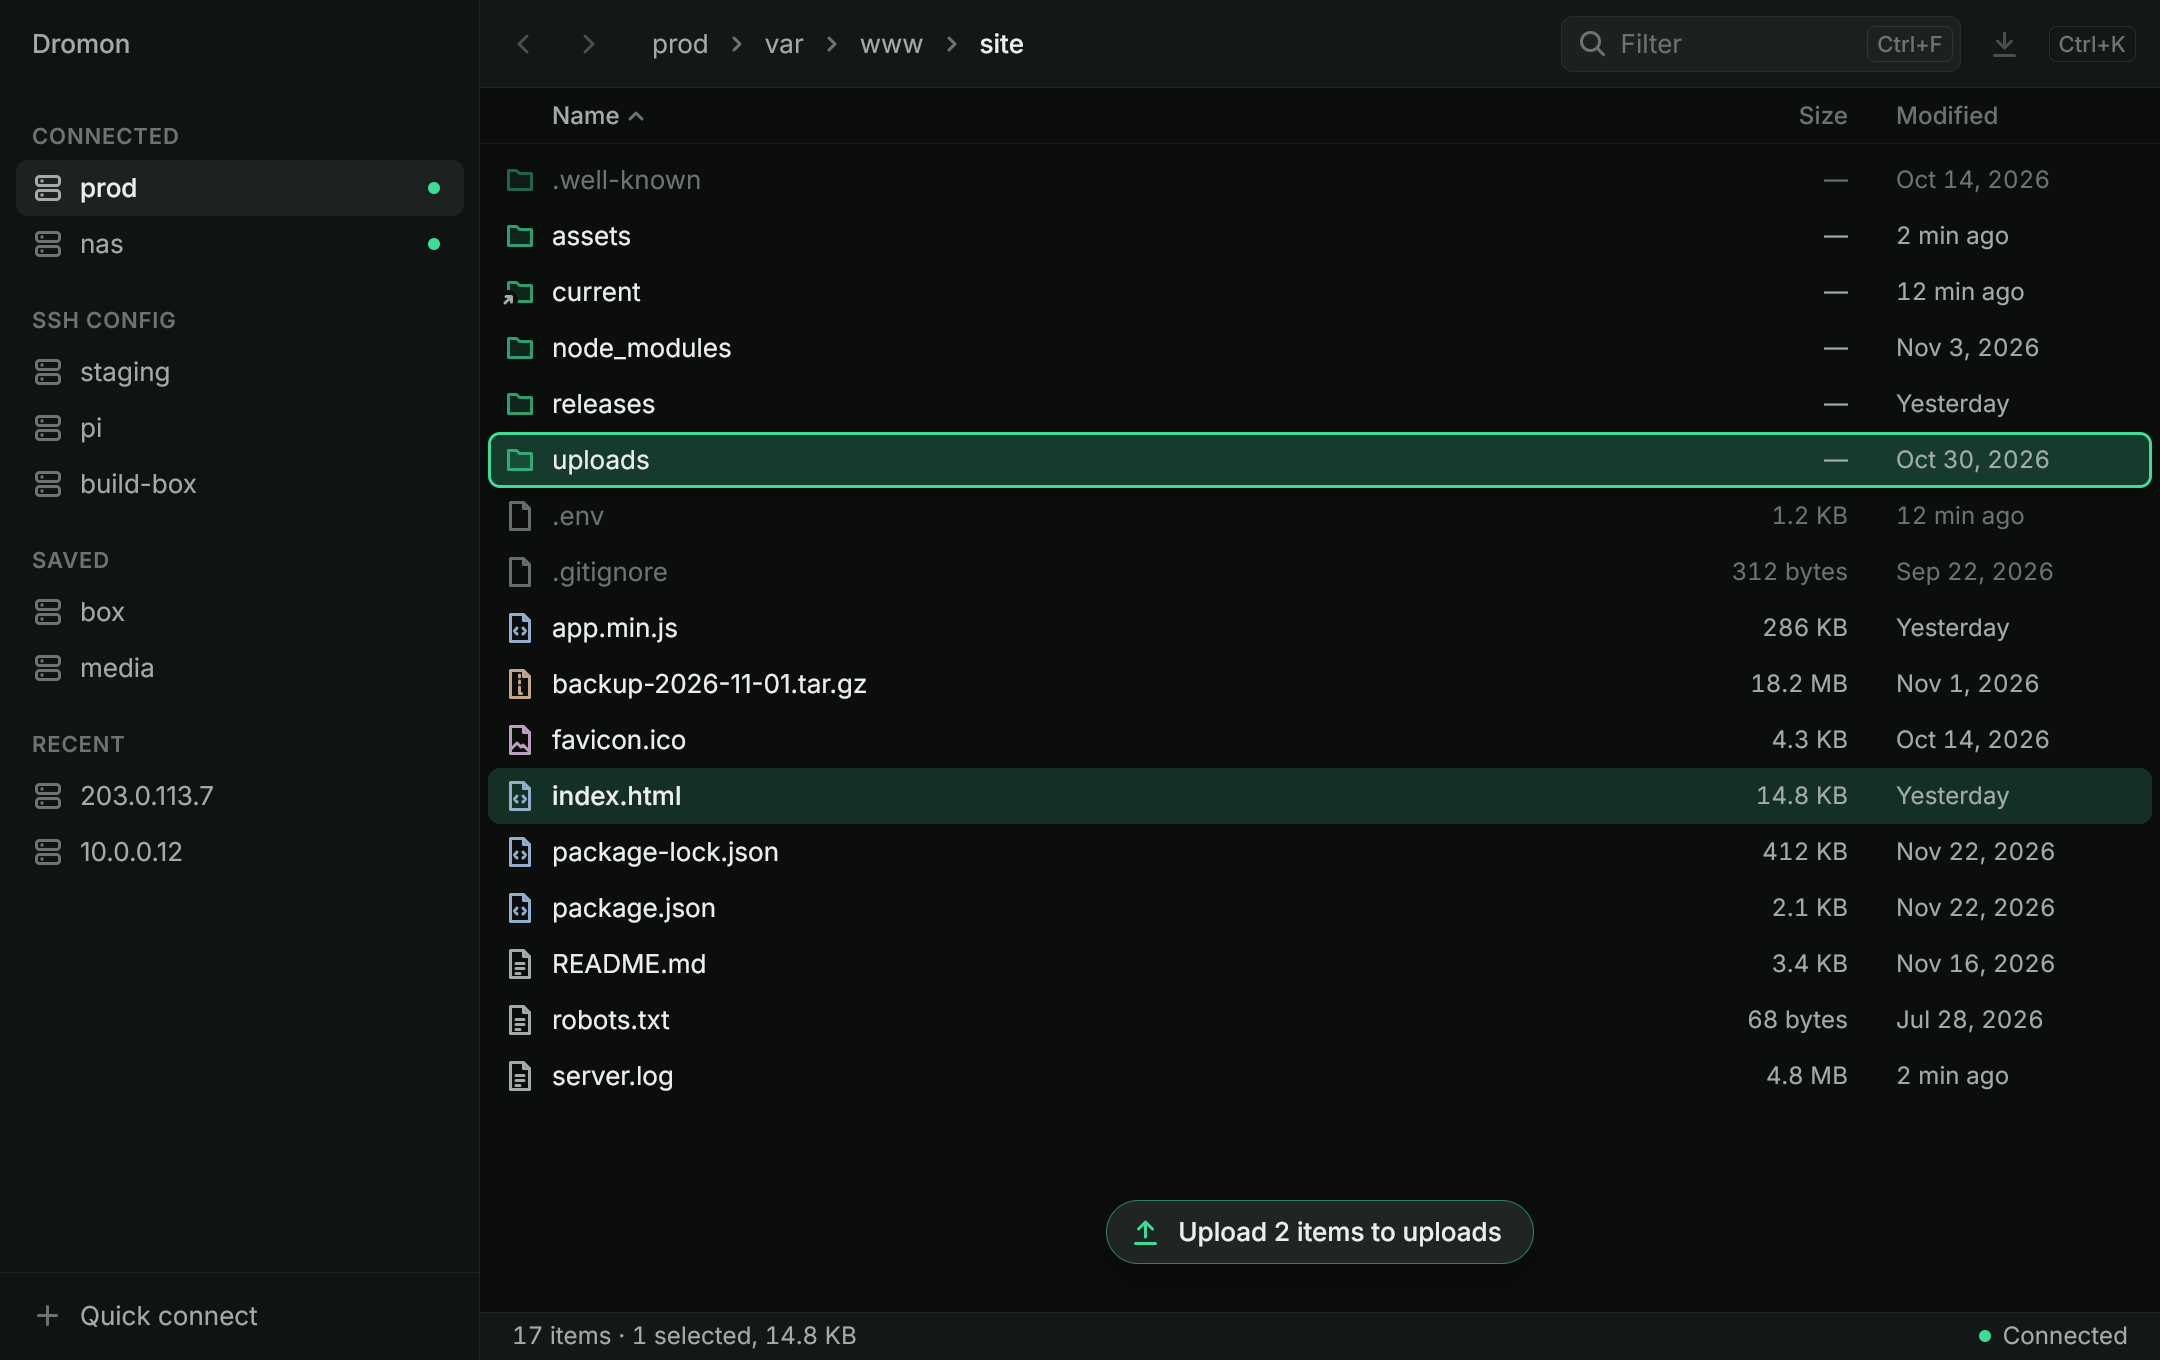 Dromon
CONNECTED
prod
nas
SSH CONFIG
staging
pi
build-box
SAVED
box
media
RECENT
203.0.113.7
10.0.0.12
Quick connect
prod > var > www > site
Filter Ctrl+F Ctrl+K
Name Size Modified
.well-known — Oct 14, 2026
assets — 2 min ago
current — 12 min ago
node_modules — Nov 3, 2026
releases — Yesterday
uploads — Oct 30, 2026
.env 1.2 KB 12 min ago
.gitignore 312 bytes Sep 22, 2026
app.min.js 286 KB Yesterday
backup-2026-11-01.tar.gz 18.2 MB Nov 1, 2026
favicon.ico 4.3 KB Oct 14, 2026
index.html 14.8 KB Yesterday
package-lock.json 412 KB Nov 22, 2026
package.json 2.1 KB Nov 22, 2026
README.md 3.4 KB Nov 16, 2026
robots.txt 68 bytes Jul 28, 2026
server.log 4.8 MB 2 min ago
Upload 2 items to uploads
17 items · 1 selected, 14.8 KB Connected